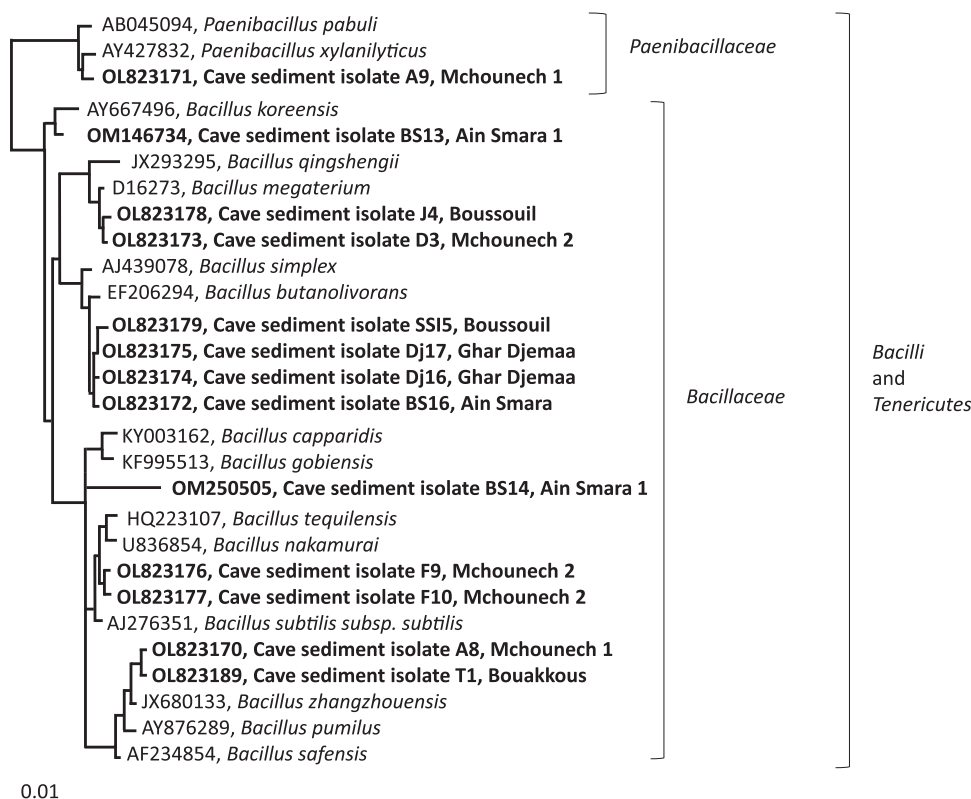 AB045094, Paenibacillus pabuli
AY427832, Paenibacillus xylanilyticus
OL823171, Cave sediment isolate A9, Mchounech 1
Paenibacillaceae
AY667496, Bacillus koreensis
OM146734, Cave sediment isolate BS13, Ain Smara 1
JX293295, Bacillus qingshengii
D16273, Bacillus megaterium
OL823178, Cave sediment isolate J4, Boussouil
OL823173, Cave sediment isolate D3, Mchounech 2
AJ439078, Bacillus simplex
EF206294, Bacillus butanolivorans
OL823179, Cave sediment isolate SSI5, Boussouil
OL823175, Cave sediment isolate Dj17, Ghar Djemaa
OL823174, Cave sediment isolate Dj16, Ghar Djemaa
OL823172, Cave sediment isolate BS16, Ain Smara
KY003162, Bacillus capparidis
KF995513, Bacillus gobiensis
OM250505, Cave sediment isolate BS14, Ain Smara 1
HQ223107, Bacillus tequilensis
U836854, Bacillus nakamurai
OL823176, Cave sediment isolate F9, Mchounech 2
OL823177, Cave sediment isolate F10, Mchounech 2
AJ276351, Bacillus subtilis subsp. subtilis
OL823170, Cave sediment isolate A8, Mchounech 1
OL823189, Cave sediment isolate T1, Bouakkous
JX680133, Bacillus zhangzhouensis
AY876289, Bacillus pumilus
AF234854, Bacillus safensis
Bacillaceae
Bacilli
and
Tenericutes
0.01